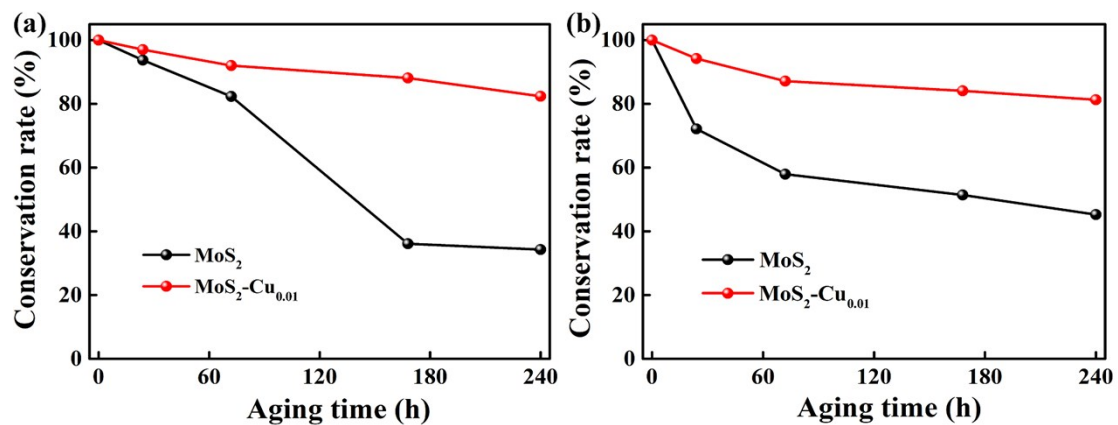 (a)
Conservation rate (%)
100
80
60
40
20
0
MoS2
MoS2-Cu0.01
0 60 120 180 240
Aging time (h)
(b)
Conservation rate (%)
100
80
60
40
20
0
MoS2
MoS2-Cu0.01
0 60 120 180 240
Aging time (h)